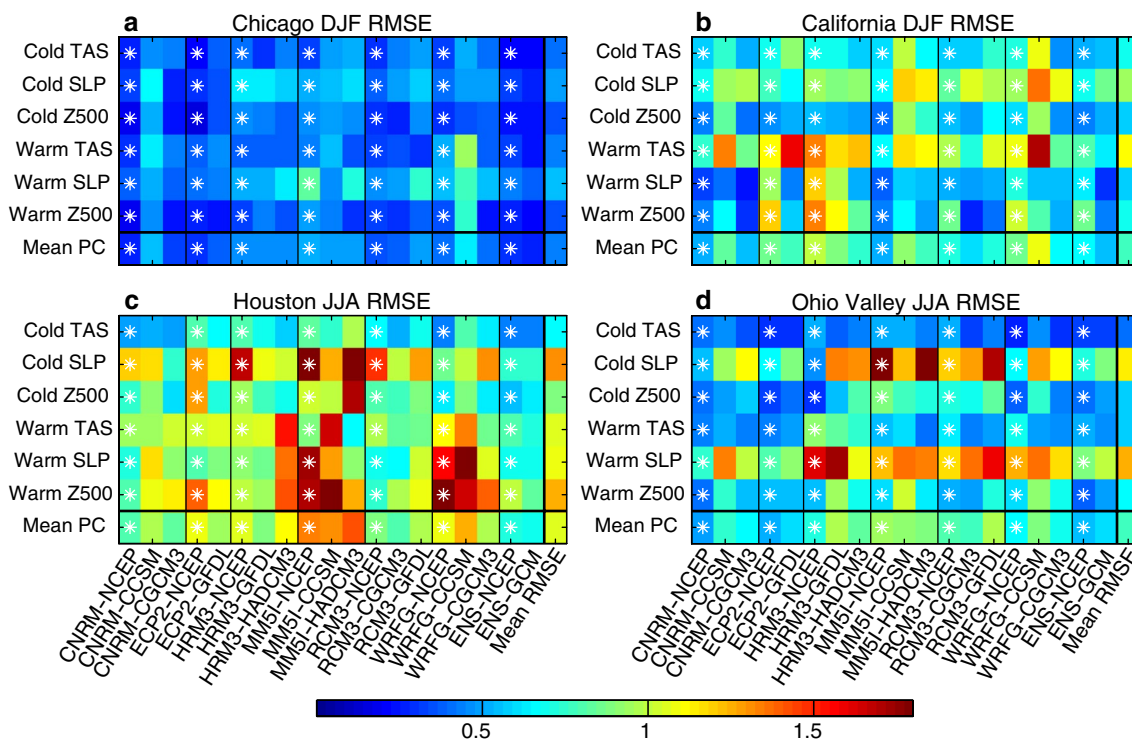 a Chicago DJF RMSE
Cold TAS
Cold SLP
Cold Z500
Warm TAS
Warm SLP
Warm Z500
Mean PC
b California DJF RMSE
Cold TAS
Cold SLP
Cold Z500
Warm TAS
Warm SLP
Warm Z500
Mean PC
c Houston JJA RMSE
Cold TAS
Cold SLP
Cold Z500
Warm TAS
Warm SLP
Warm Z500
Mean PC
CNRM-NCEP
CNRM-CCSM
CNRM-CGCM3
ECP2-NCEP
ECP2-GFDL
HRM3-NCEP
HRM3-GFDL
HRM3-HADCM3
MM5I-NCEP
MM5I-CCSM
MM5I-HADCM3
RCM3-NCEP
RCM3-CGCM3
RCM3-GFDL
WRFG-NCEP
WRFG-CCSM
WRFG-CGCM3
ENS-NCEP
ENS-GCM
Mean RMSE
d Ohio Valley JJA RMSE
Cold TAS
Cold SLP
Cold Z500
Warm TAS
Warm SLP
Warm Z500
Mean PC
CNRM-NCEP
CNRM-CCSM
CNRM-CGCM3
ECP2-NCEP
ECP2-GFDL
HRM3-NCEP
HRM3-GFDL
HRM3-HADCM3
MM5I-NCEP
MM5I-CCSM
MM5I-HADCM3
RCM3-NCEP
RCM3-CGCM3
RCM3-GFDL
WRFG-NCEP
WRFG-CCSM
WRFG-CGCM3
ENS-NCEP
ENS-GCM
Mean RMSE
0.5 1 1.5